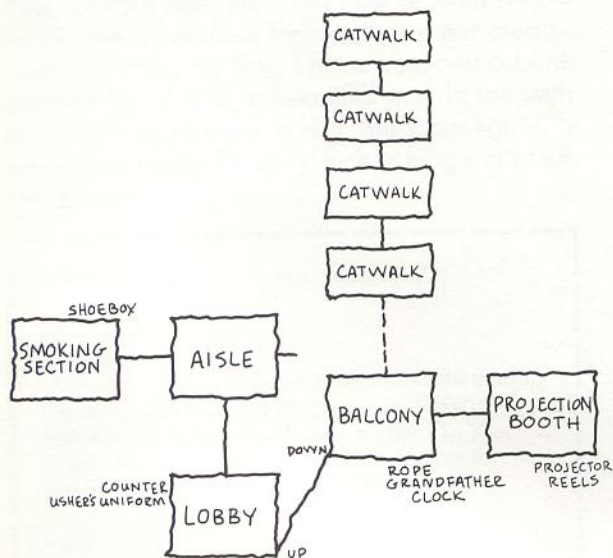 CATWALK
CATWALK
CATWALK
CATWALK
SHOEBOX
SMOKING
SECTION
AISLE
BALCONY
PROJECTION
BOOTH
DOWN
ROPE
GRANDFATHER
CLOCK
PROJECTOR
REELS
COUNTER
USHER'S UNIFORM
LOBBY
UP